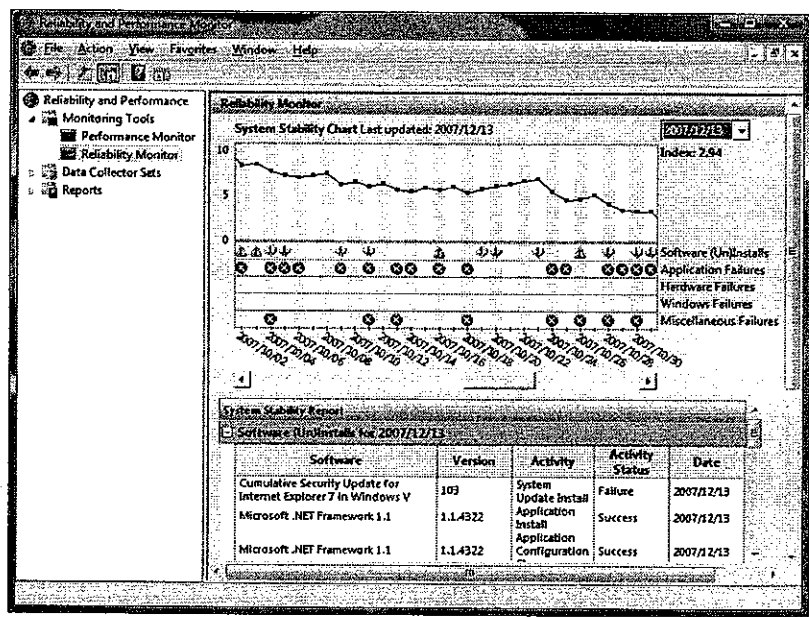 Reliability and Performance Monitor
File Action View Favorites Window Help
Reliability and Performance
Monitoring Tools
Performance Monitor
Reliability Monitor
Data Collector Sets
Reports
Reliability Monitor
System Stability Chart Last updated: 2007/12/13
2007/12/13
Index: 2.94
10
5
0
Software (Un)Installs
Application Failures
Hardware Failures
Windows Failures
Miscellaneous Failures
2007/10/02
2007/10/04
2007/10/06
2007/10/08
2007/10/10
2007/10/12
2007/10/14
2007/10/16
2007/10/18
2007/10/20
2007/10/22
2007/10/24
2007/10/26
2007/10/28
2007/10/30
System Stability Report
Software (Un)Installs for 2007/12/13
Software Version Activity Activity Status Date
Cumulative Security Update for Internet Explorer 7 in Windows V 103 System Update Install Failure 2007/12/13
Microsoft .NET Framework 1.1 1.1.4322 Application Install Success 2007/12/13
Microsoft .NET Framework 1.1 1.1.4322 Application Configuration Success 2007/12/13